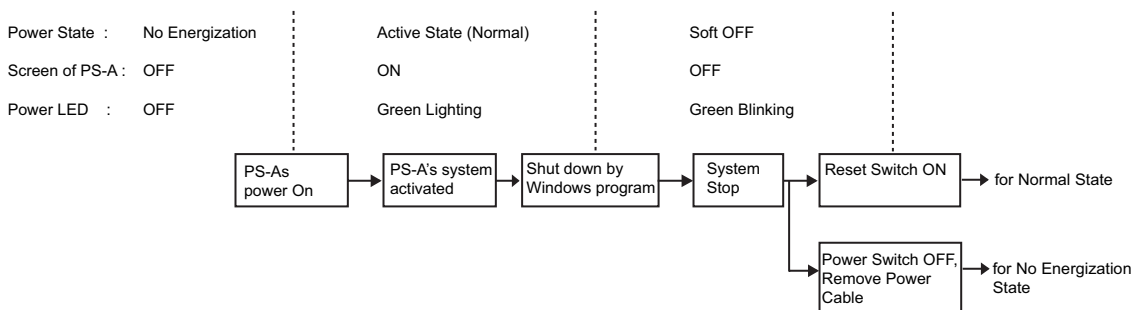 Power State : No Energization Active State (Normal) Soft OFF
Screen of PS-A : OFF ON OFF
Power LED : OFF Green Lighting Green Blinking
PS-As
power On
PS-A's system
activated
Shut down by
Windows program
System
Stop
Reset Switch ON
for Normal State
Power Switch OFF,
Remove Power
Cable
for No Energization
State